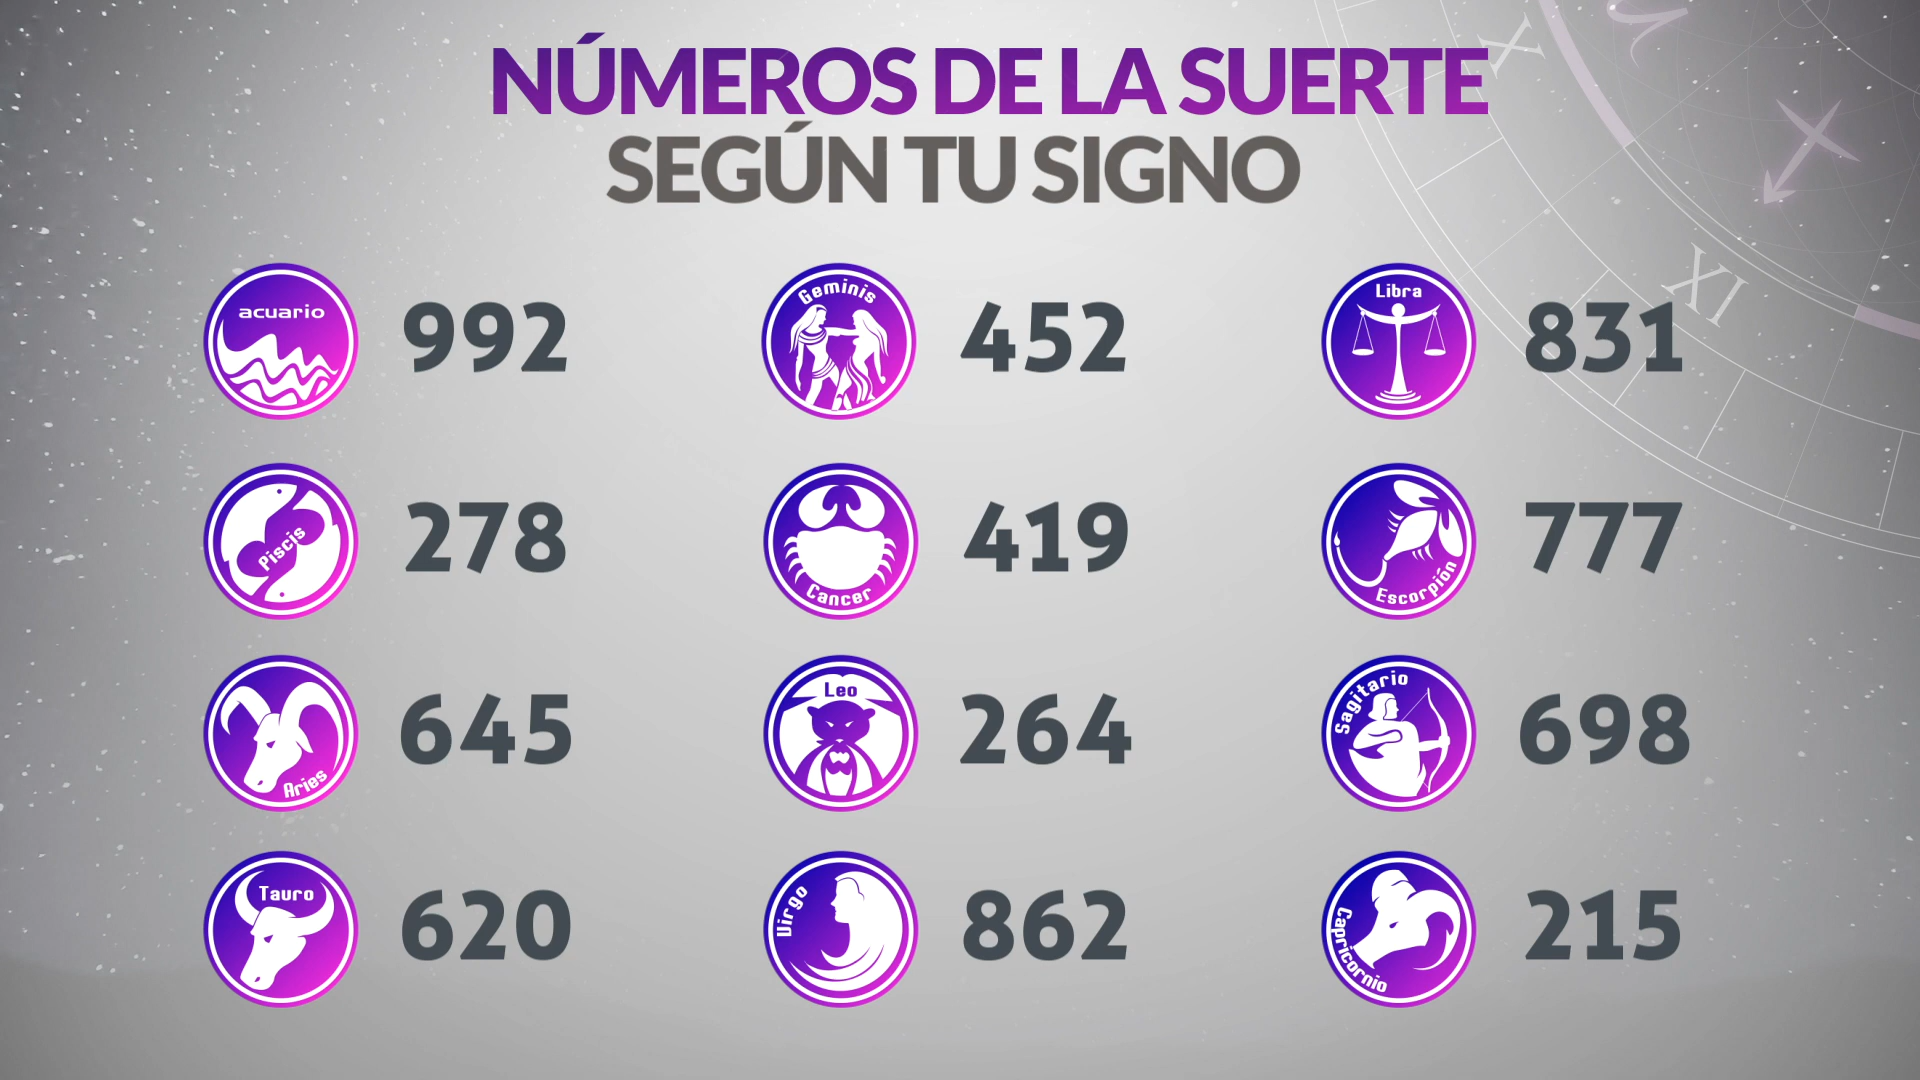 NÚMEROS DE LA SUERTE
SEGÚN TU SIGNO
X
XI
acuario 992
Geminis 452
Libra 831
Piscis 278
Cancer 419
Escorpión 777
Aries 645
Leo 264
Sagitario 698
Tauro 620
Virgo 862
Capricornio 215